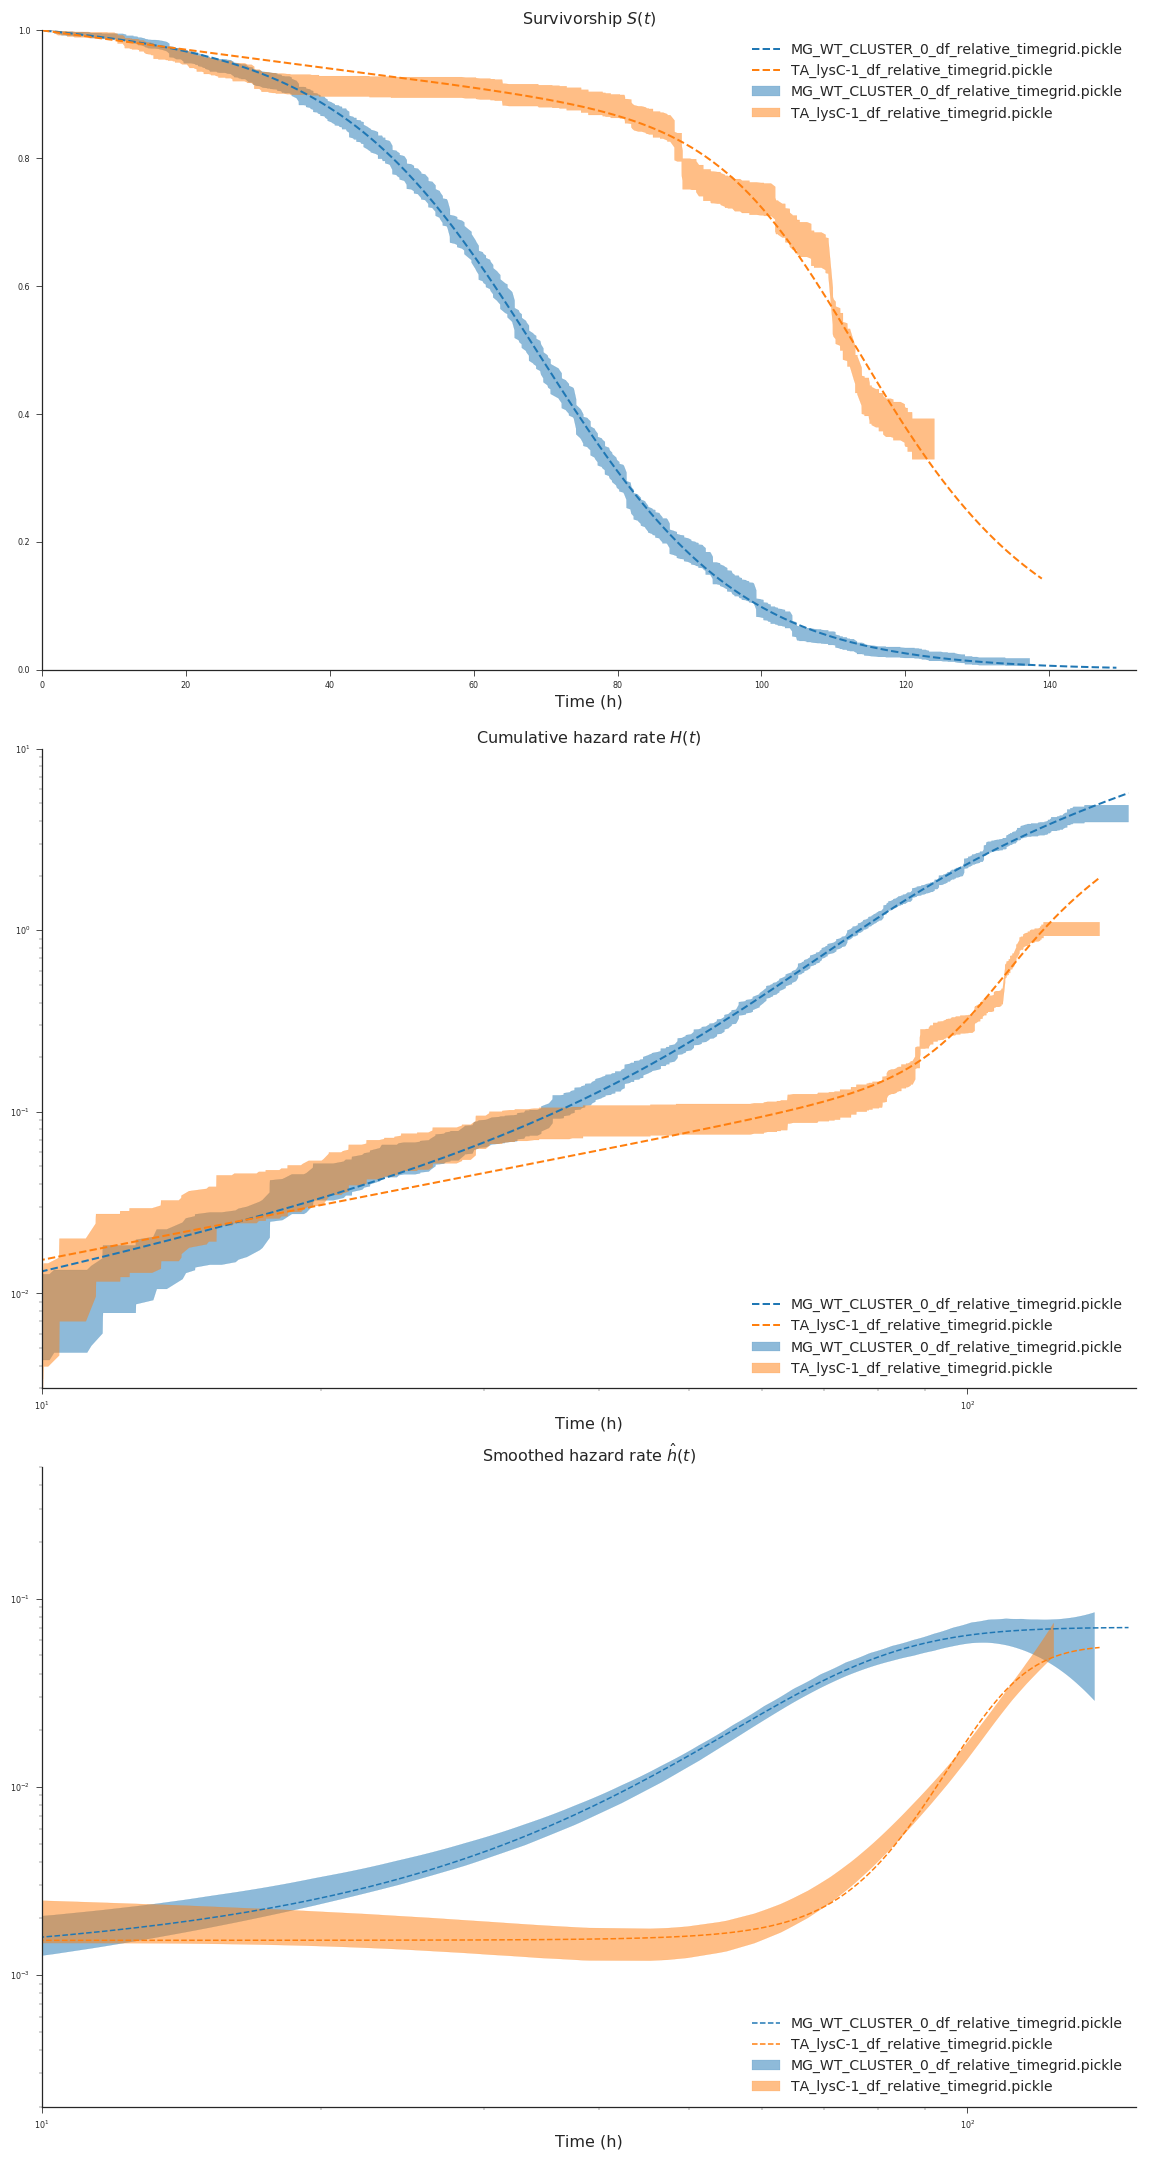 Survivorship S(t)
1.0
0.8
0.6
0.4
0.2
0.0
MG_WT_CLUSTER_0_df_relative_timegrid.pickle
TA_lysC-1_df_relative_timegrid.pickle
MG_WT_CLUSTER_0_df_relative_timegrid.pickle
TA_lysC-1_df_relative_timegrid.pickle
0 20 40 60 80 100 120 140
Time (h)
Cumulative hazard rate H(t)
10¹
10⁰
10⁻¹
10⁻²
MG_WT_CLUSTER_0_df_relative_timegrid.pickle
TA_lysC-1_df_relative_timegrid.pickle
MG_WT_CLUSTER_0_df_relative_timegrid.pickle
TA_lysC-1_df_relative_timegrid.pickle
10¹ 10²
Time (h)
Smoothed hazard rate ĥ(t)
10⁻¹
10⁻²
10⁻³
MG_WT_CLUSTER_0_df_relative_timegrid.pickle
TA_lysC-1_df_relative_timegrid.pickle
MG_WT_CLUSTER_0_df_relative_timegrid.pickle
TA_lysC-1_df_relative_timegrid.pickle
10¹ 10²
Time (h)